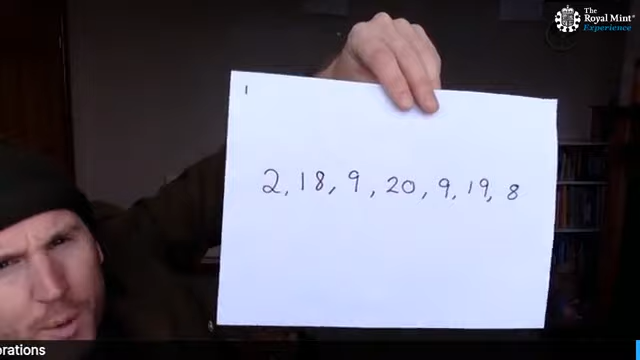 The
Royal Mint®
Experience
1
2, 18, 9, 20, 9, 19, 8
orations